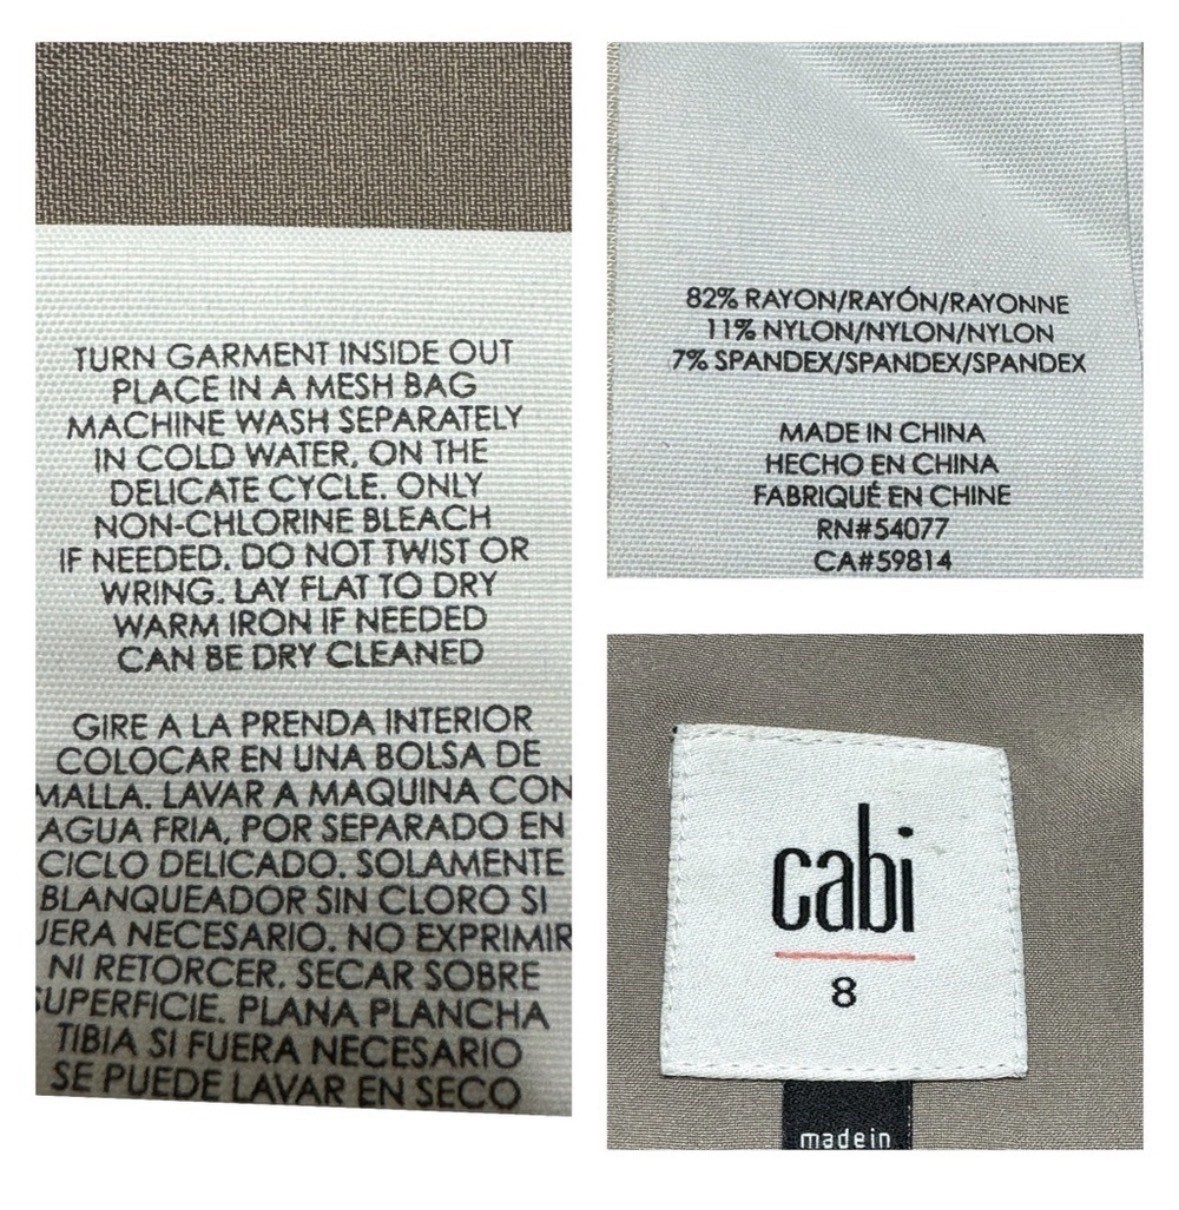 TURN GARMENT INSIDE OUT
PLACE IN A MESH BAG
MACHINE WASH SEPARATELY
IN COLD WATER, ON THE
DELICATE CYCLE. ONLY
NON-CHLORINE BLEACH
IF NEEDED. DO NOT TWIST OR
WRING. LAY FLAT TO DRY
WARM IRON IF NEEDED
CAN BE DRY CLEANED
GIRE A LA PRENDA INTERIOR
COLOCAR EN UNA BOLSA DE
MALLA. LAVAR A MAQUINA CON
AGUA FRIA, POR SEPARADO EN
CICLO DELICADO. SOLAMENTE
BLANQUEADOR SIN CLORO SI
UERA NECESARIO. NO EXPRIMIR
NI RETORCER. SECAR SOBRE
SUPERFICIE. PLANA PLANCHA
TIBIA SI FUERA NECESARIO
SE PUEDE LAVAR EN SECO
82% RAYON/RAYÓN/RAYONNE
11% NYLON/NYLON/NYLON
7% SPANDEX/SPANDEX/SPANDEX
MADE IN CHINA
HECHO EN CHINA
FABRIQUÉ EN CHINE
RN#54077
CA#59814
cabi
8
made in